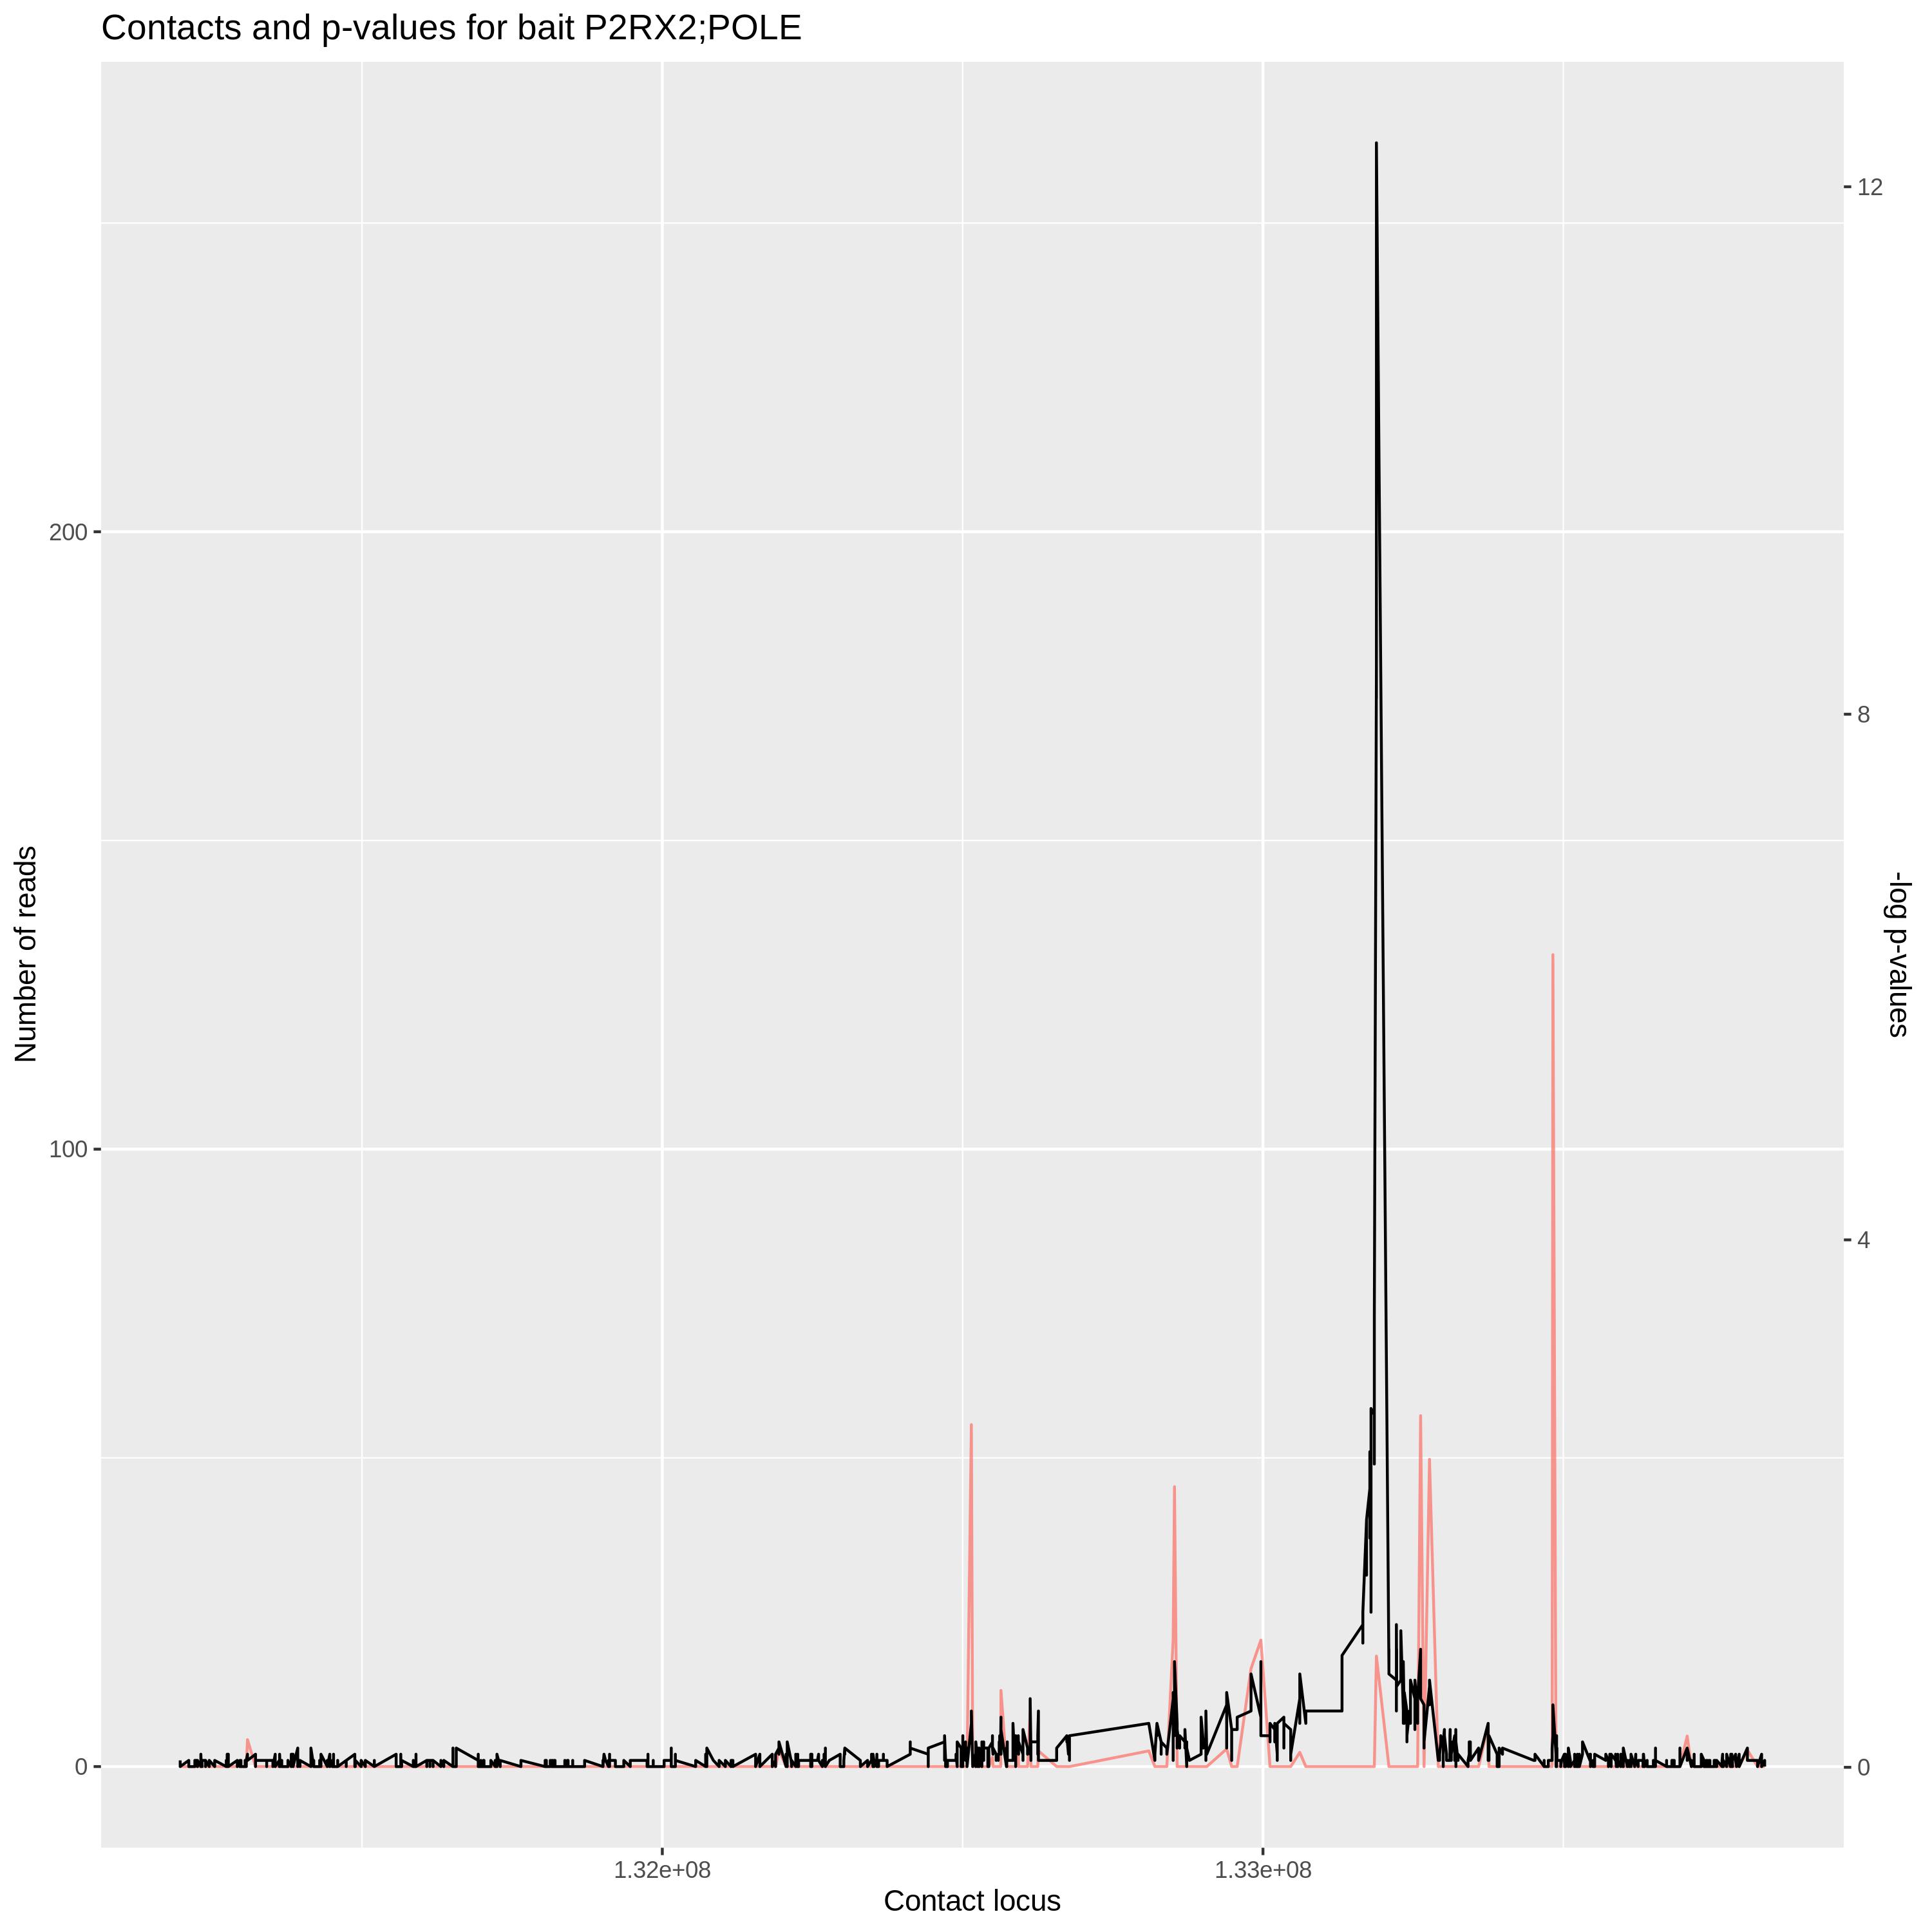 Contacts and p-values for bait P2RX2;POLE
12
200
8
Number of reads
-log p-values
100
4
0
0
1.32e+08
1.33e+08
Contact locus